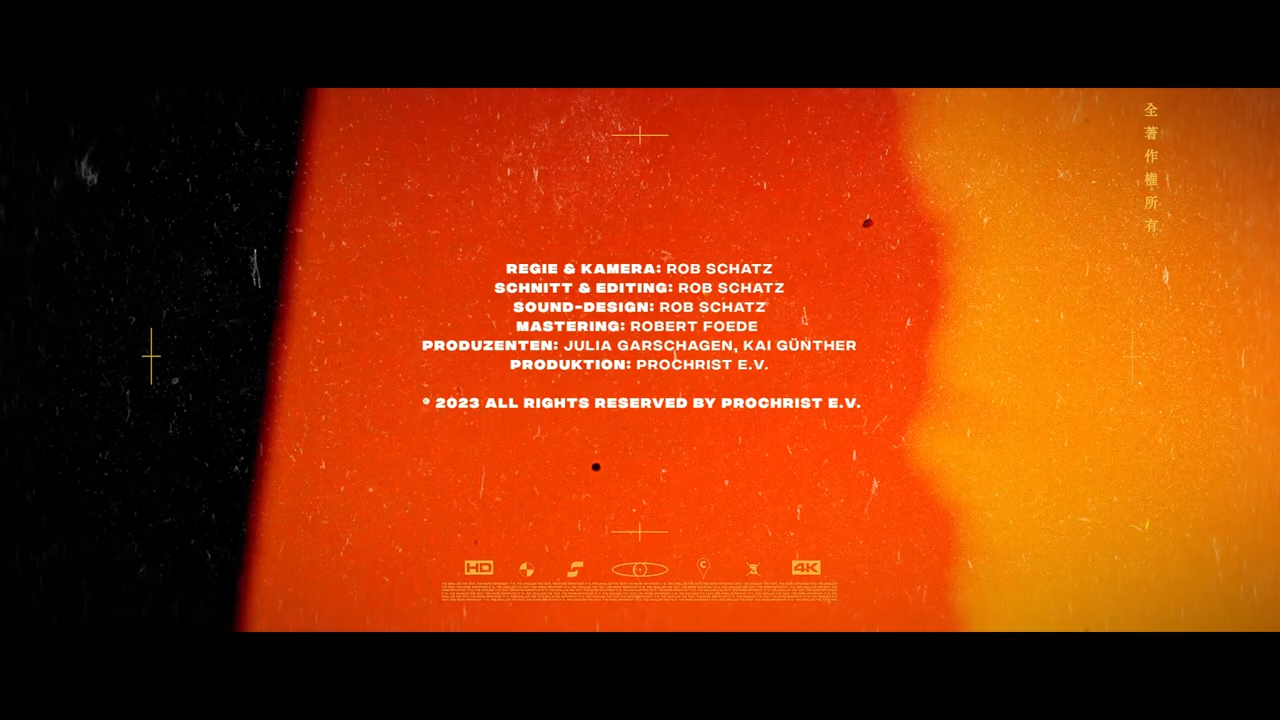 全著作権所有
REGIE & KAMERA: ROB SCHATZ
SCHNITT & EDITING: ROB SCHATZ
SOUND-DESIGN: ROB SCHATZ
MASTERING: ROBERT FOEDE
PRODUZENTEN: JULIA GARSCHAGEN, KAI GÜNTHER
PRODUKTION: PROCHRIST E.V.
© 2023 ALL RIGHTS RESERVED BY PROCHRIST E.V.
HD
C
4K